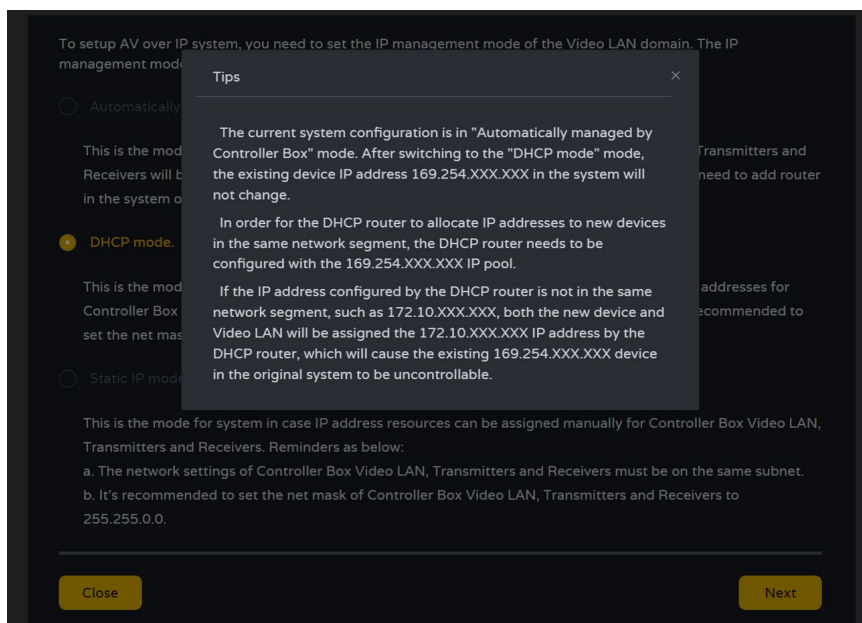 To setup AV over IP system, you need to set the IP management mode of the Video LAN domain. The IP
management mod
Tips
Automatically
The current system configuration is in "Automatically managed by
Controller Box" mode. After switching to the "DHCP mode" mode,
the existing device IP address 169.254.XXX.XXX in the system will
not change.
In order for the DHCP router to allocate IP addresses to new devices
in the same network segment, the DHCP router needs to be
configured with the 169.254.XXX.XXX IP pool.
If the IP address configured by the DHCP router is not in the same
network segment, such as 172.10.XXX.XXX, both the new device and
Video LAN will be assigned the 172.10.XXX.XXX IP address by the
DHCP router, which will cause the existing 169.254.XXX.XXX device
in the original system to be uncontrollable.
This is the mod
Transmitters and
Receivers will b
need to add router
in the system o
DHCP mode.
This is the mod
addresses for
Controller Box
ecommended to
set the net mas
Static IP mode
This is the mode for system in case IP address resources can be assigned manually for Controller Box Video LAN,
Transmitters and Receivers. Reminders as below:
a. The network settings of Controller Box Video LAN, Transmitters and Receivers must be on the same subnet.
b. It's recommended to set the net mask of Controller Box Video LAN, Transmitters and Receivers to
255.255.0.0.
Close
Next